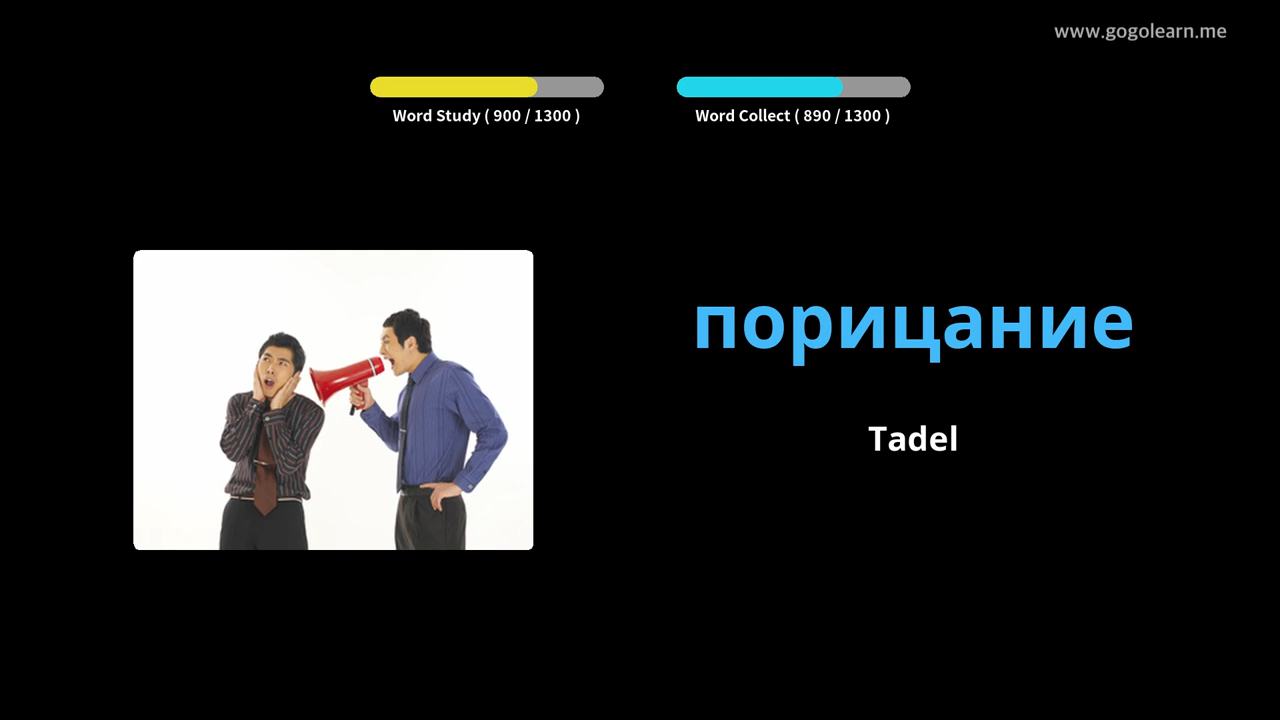 www.gogolearn.me
Word Study ( 900 / 1300 )
Word Collect ( 890 / 1300 )
порицание
Tadel